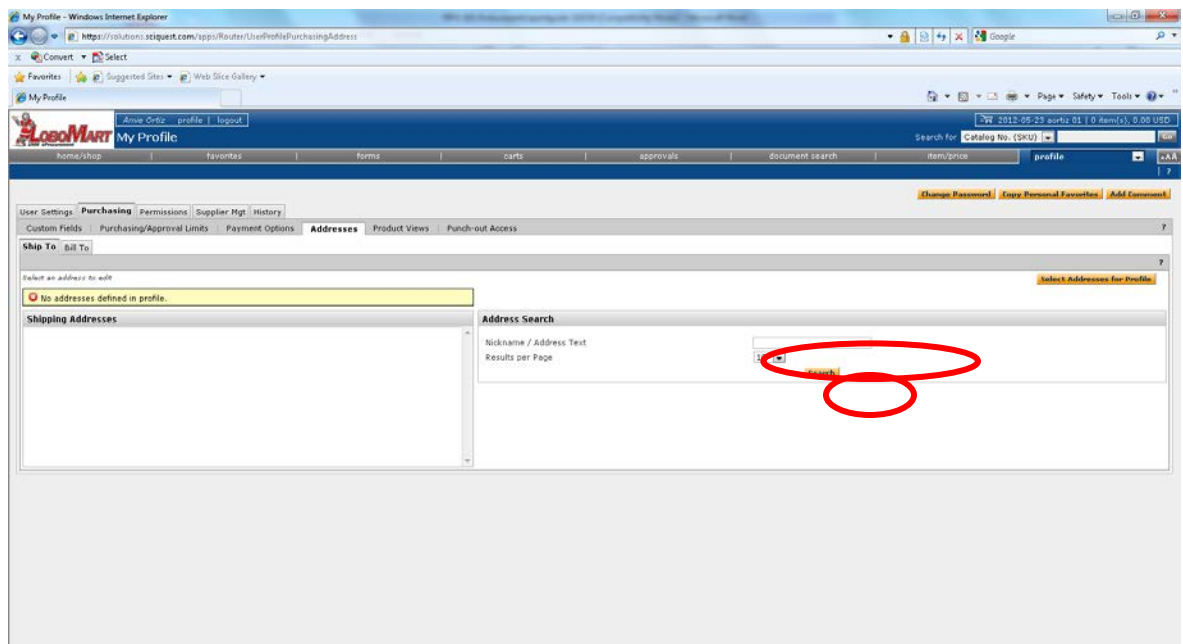 My Profile - Windows Internet Explorer
https://solutions.sciquest.com/apps/Router/UserProfilePurchasingAddress
Google
x Convert Select
Favorites Suggested Sites Web Slice Gallery
My Profile
Page Safety Tools
Amie Ortiz profile | logout
2012-05-23 aortiz 01 | 0 item(s), 0.00 USD
LOBOMART My Profile
Search for Catalog No. (SKU) Go
home/shop | favorites | forms | carts | approvals | document search | item/price profile
| ?
Change Password Copy Personal Favorites Add Comment
User Settings Purchasing Permissions Supplier Mgt History
Custom Fields Purchasing/Approval Limits Payment Options Addresses Product Views Punch-out Access ?
Ship To Bill To
?
Select an address to edit
Select Addresses for Profile
No addresses defined in profile.
Shipping Addresses
Address Search
Nickname / Address Text
Results per Page
Search